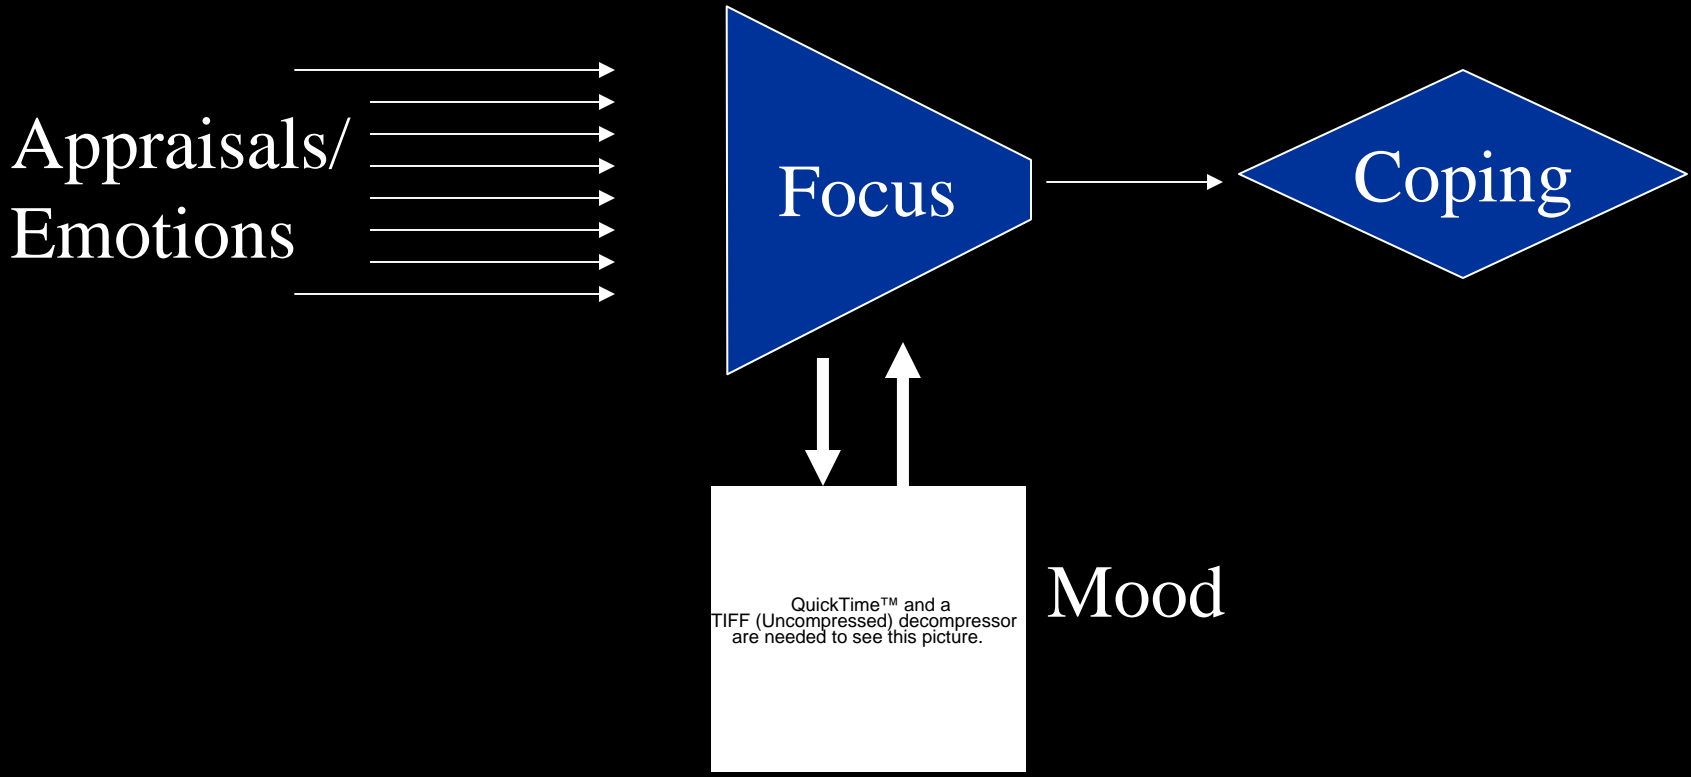 Appraisals/
Emotions
Focus
Coping
QuickTime™ and a
TIFF (Uncompressed) decompressor
are needed to see this picture.
Mood